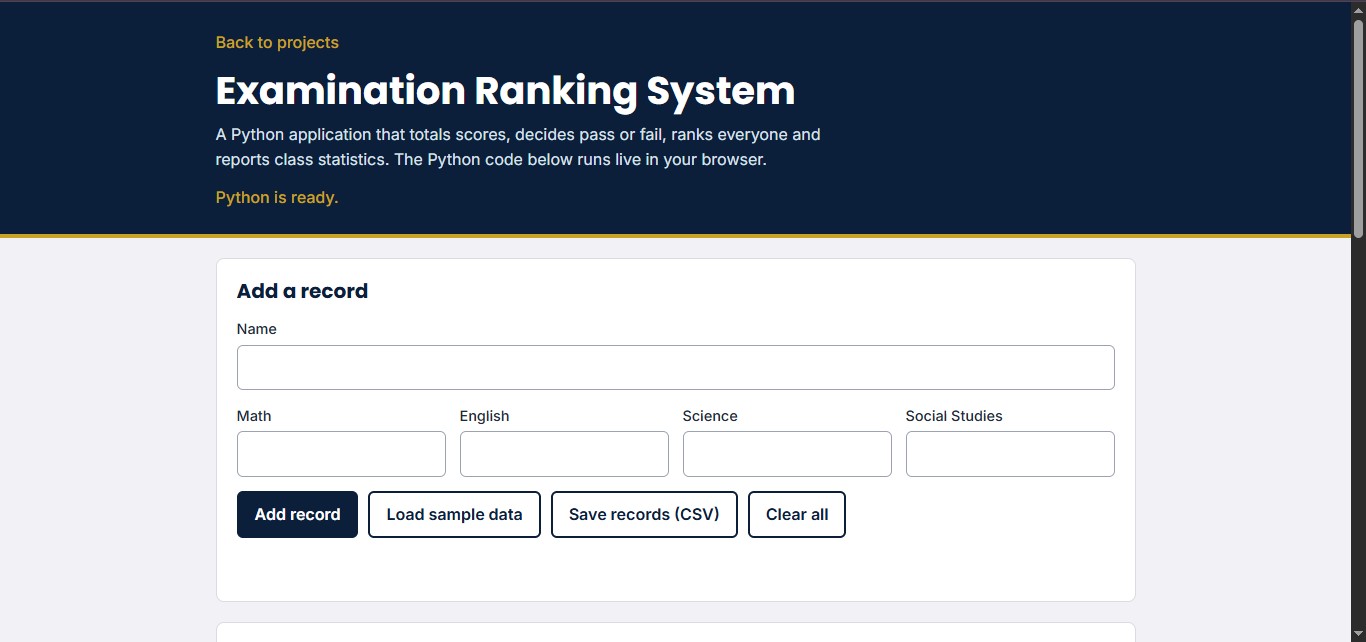 Back to projects
Examination Ranking System
A Python application that totals scores, decides pass or fail, ranks everyone and
reports class statistics. The Python code below runs live in your browser.
Python is ready.
Add a record
Name
Math English Science Social Studies
Add record Load sample data Save records (CSV) Clear all